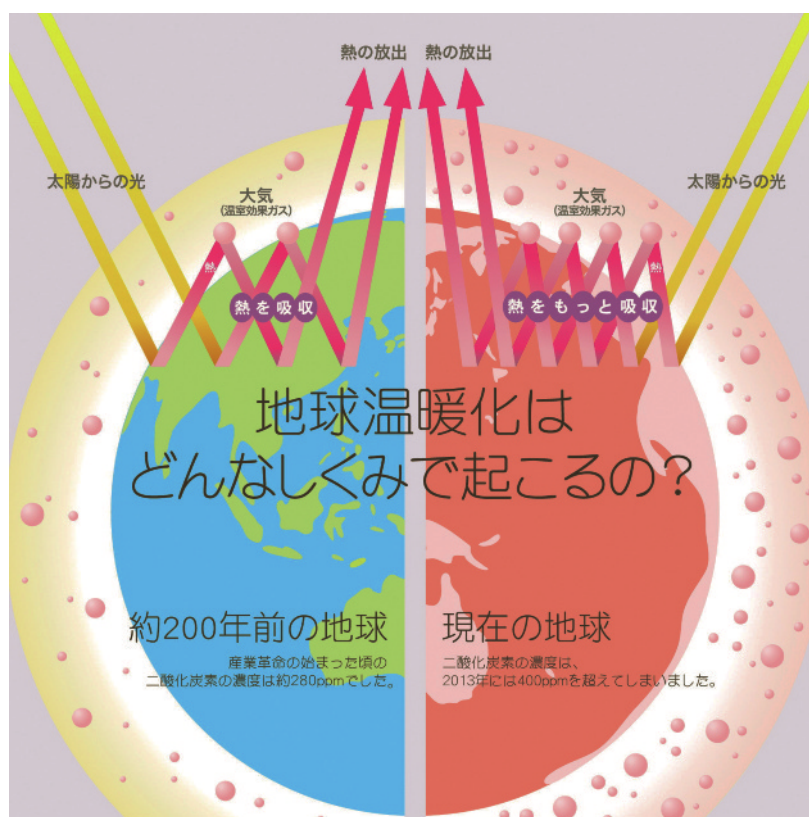 熱の放出
熱の放出
太陽からの光
大気
(温室効果ガス)
大気
(温室効果ガス)
太陽からの光
熱
熱
熱を吸収
熱をもっと吸収
地球温暖化は
どんなしくみで起こるの？
約200年前の地球
産業革命の始まった頃の
二酸化炭素の濃度は約280ppmでした。
現在の地球
二酸化炭素の濃度は、
2013年には400ppmを超えてしまいました。